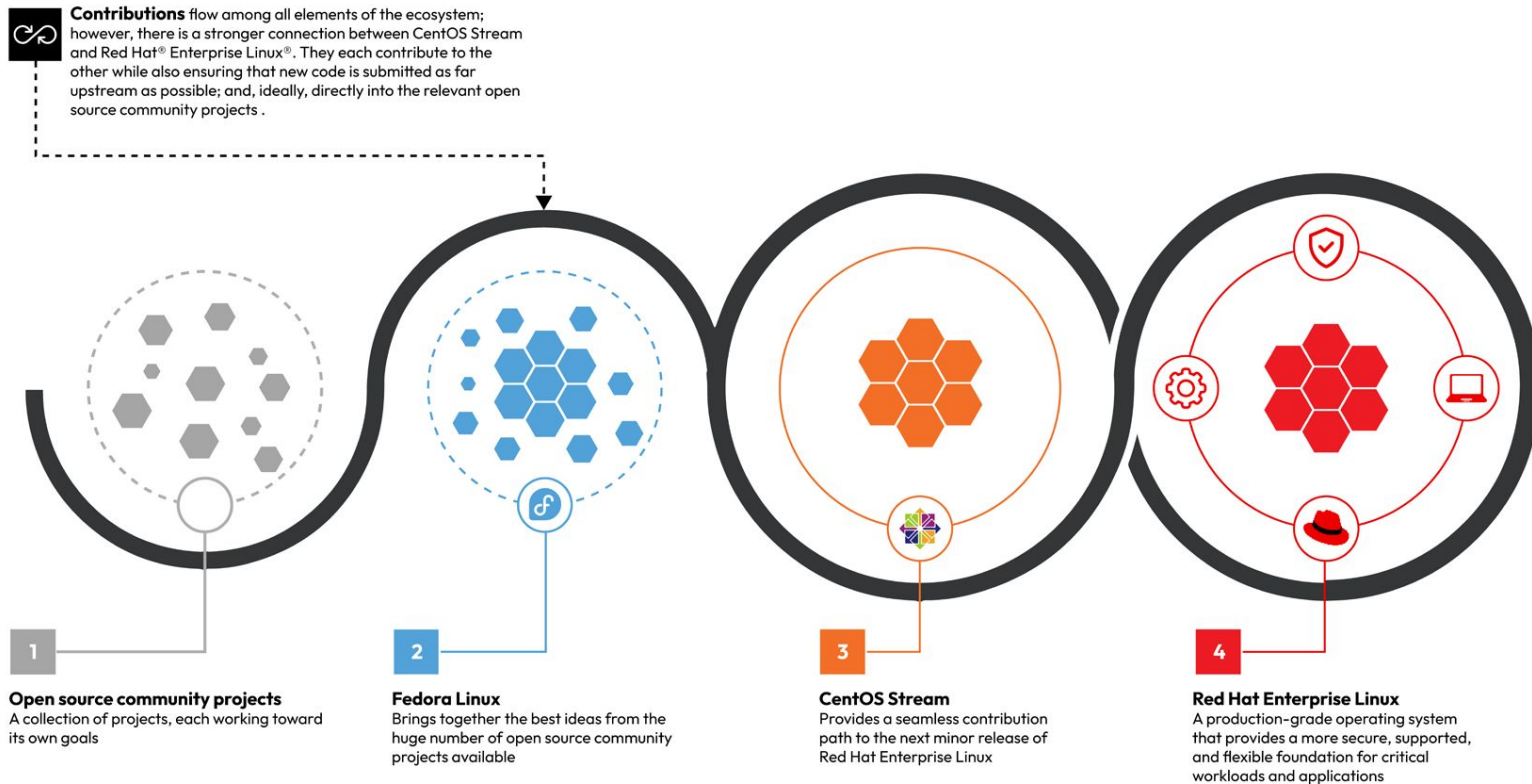 Contributions flow among all elements of the ecosystem;
however, there is a stronger connection between CentOS Stream
and Red Hat® Enterprise Linux®. They each contribute to the
other while also ensuring that new code is submitted as far
upstream as possible; and, ideally, directly into the relevant open
source community projects .
1
Open source community projects
A collection of projects, each working toward
its own goals
2
Fedora Linux
Brings together the best ideas from the
huge number of open source community
projects available
3
CentOS Stream
Provides a seamless contribution
path to the next minor release of
Red Hat Enterprise Linux
4
Red Hat Enterprise Linux
A production-grade operating system
that provides a more secure, supported,
and flexible foundation for critical
workloads and applications